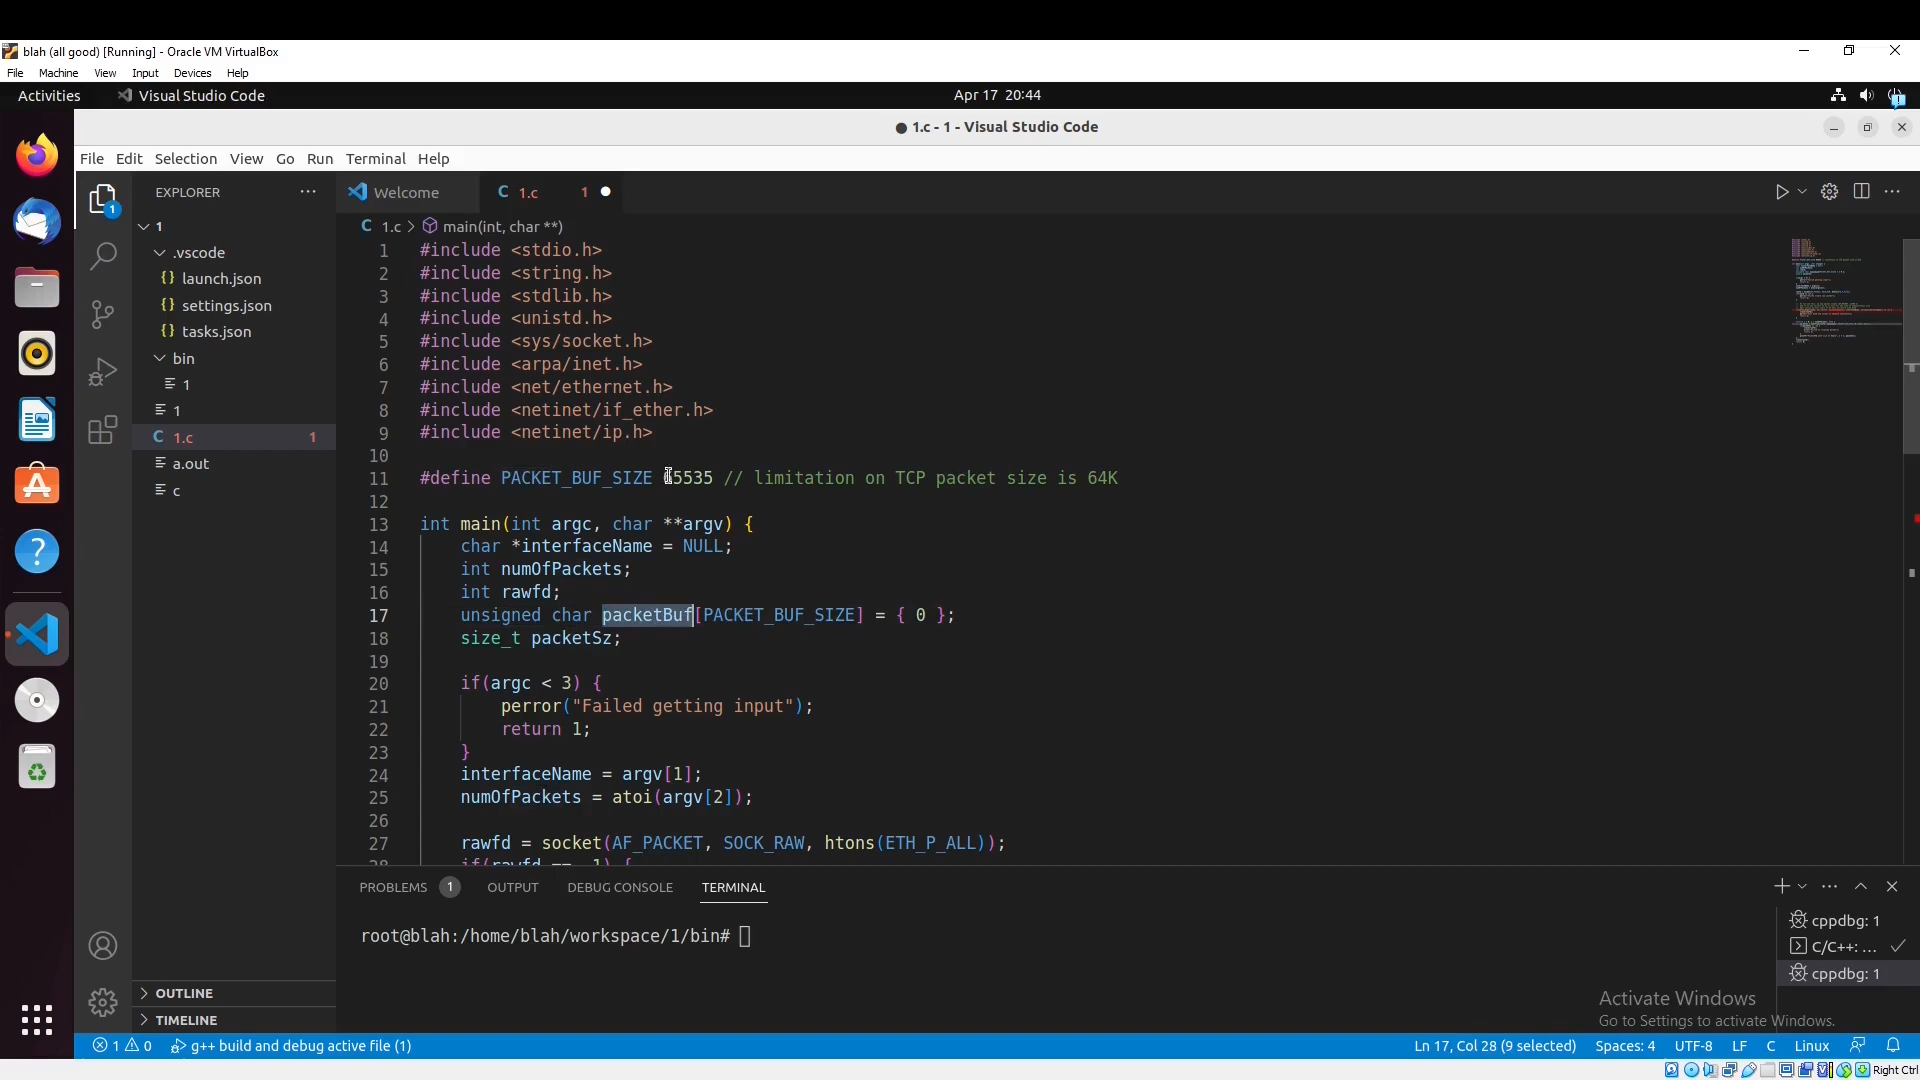 blah (all good) [Running] - Oracle VM VirtualBox
File Machine View Input Devices Help
Activities Visual Studio Code Apr 17 20:44
● 1.c - 1 - Visual Studio Code
File Edit Selection View Go Run Terminal Help
EXPLORER ··· Welcome C 1.c 1 ●
1
C 1.c > main(int, char **)
.vscode
{} launch.json
{} settings.json
{} tasks.json
bin
1
1
C 1.c 1
a.out
c
OUTLINE
TIMELINE
1 #include <stdio.h>
2 #include <string.h>
3 #include <stdlib.h>
4 #include <unistd.h>
5 #include <sys/socket.h>
6 #include <arpa/inet.h>
7 #include <net/ethernet.h>
8 #include <netinet/if_ether.h>
9 #include <netinet/ip.h>
10
11 #define PACKET_BUF_SIZE 65535 // limitation on TCP packet size is 64K
12
13 int main(int argc, char **argv) {
14 char *interfaceName = NULL;
15 int numOfPackets;
16 int rawfd;
17 unsigned char packetBuf[PACKET_BUF_SIZE] = { 0 };
18 size_t packetSz;
19
20 if(argc < 3) {
21 perror("Failed getting input");
22 return 1;
23 }
24 interfaceName = argv[1];
25 numOfPackets = atoi(argv[2]);
26
27 rawfd = socket(AF_PACKET, SOCK_RAW, htons(ETH_P_ALL));
PROBLEMS 1 OUTPUT DEBUG CONSOLE TERMINAL
root@blah:/home/blah/workspace/1/bin#
cppdbg: 1
C/C++: ...
cppdbg: 1
Activate Windows
Go to Settings to activate Windows.
1 0 g++ build and debug active file (1) Ln 17, Col 28 (9 selected) Spaces: 4 UTF-8 LF C Linux
Right Ctrl